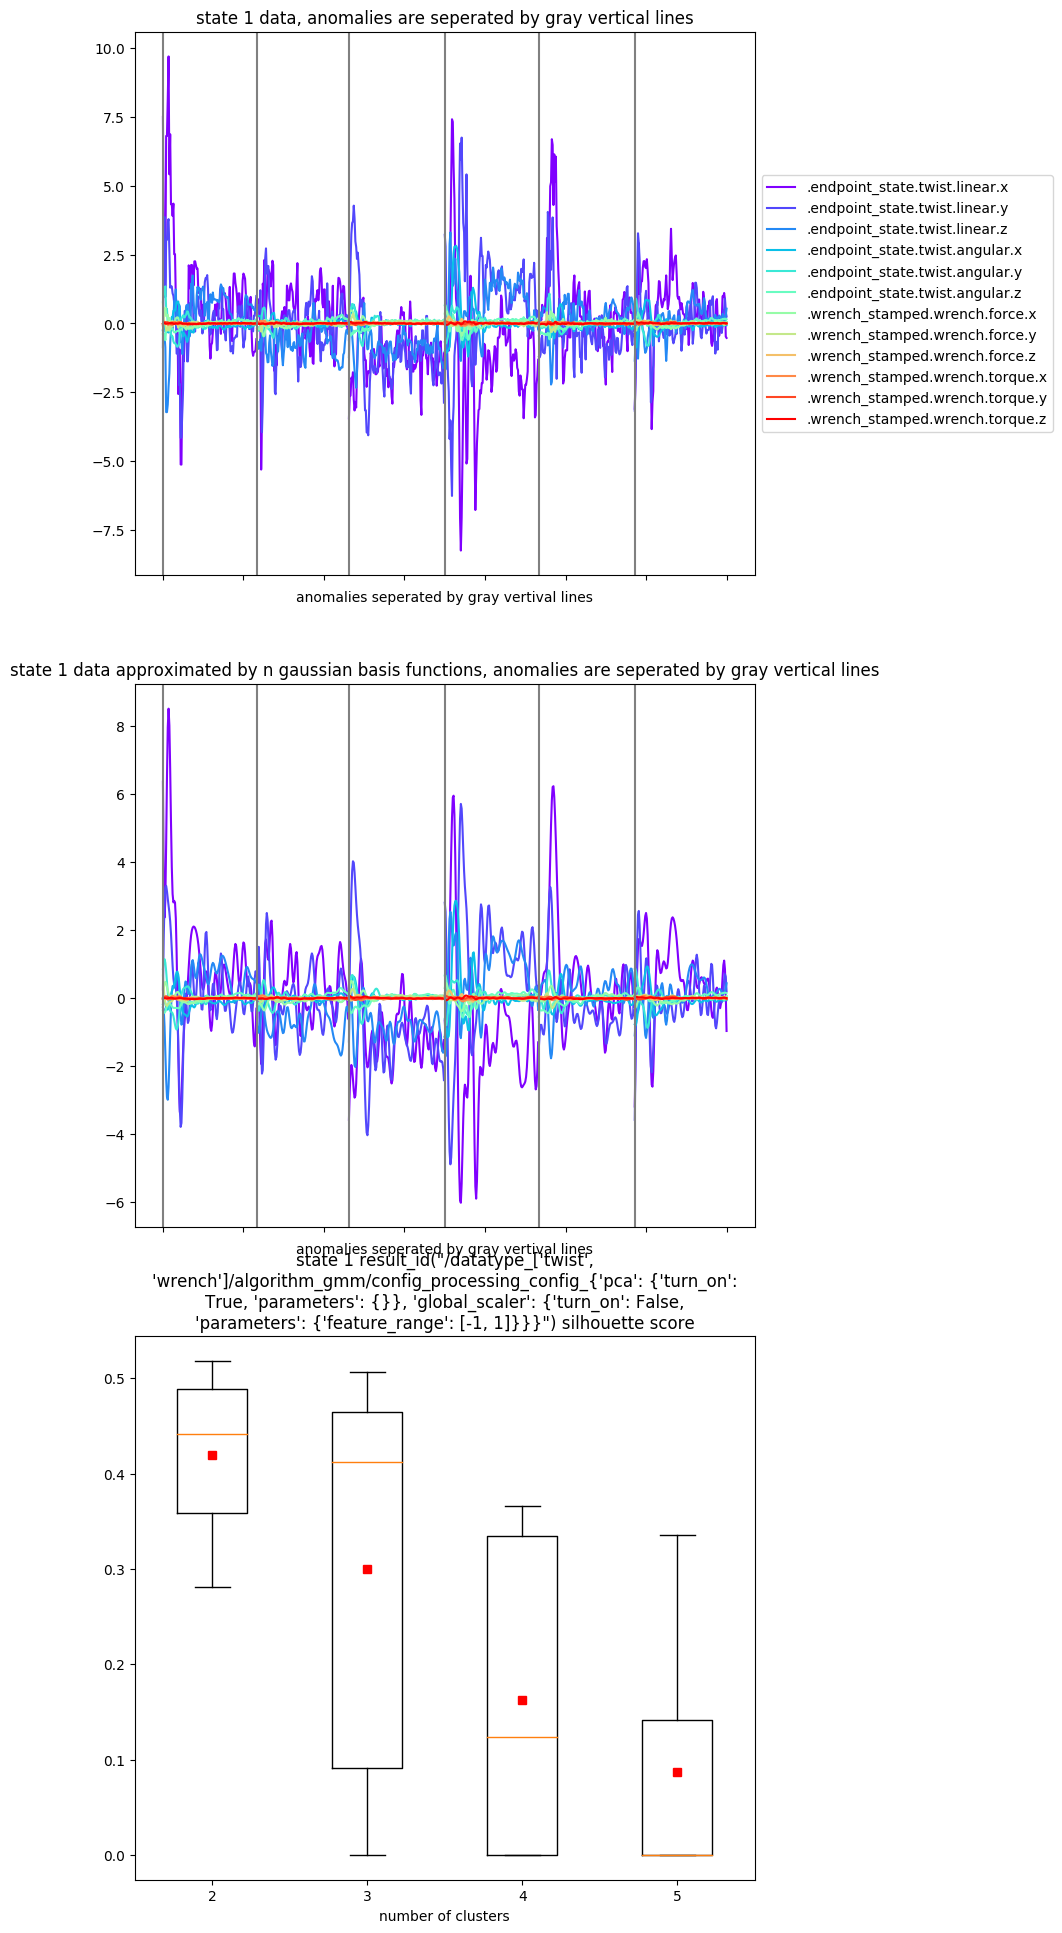 state 1 data, anomalies are seperated by gray vertical lines
10.0
7.5
5.0
2.5
0.0
−2.5
−5.0
−7.5
anomalies seperated by gray vertival lines
.endpoint_state.twist.linear.x
.endpoint_state.twist.linear.y
.endpoint_state.twist.linear.z
.endpoint_state.twist.angular.x
.endpoint_state.twist.angular.y
.endpoint_state.twist.angular.z
.wrench_stamped.wrench.force.x
.wrench_stamped.wrench.force.y
.wrench_stamped.wrench.force.z
.wrench_stamped.wrench.torque.x
.wrench_stamped.wrench.torque.y
.wrench_stamped.wrench.torque.z
state 1 data approximated by n gaussian basis functions, anomalies are seperated by gray vertical lines
8
6
4
2
0
−2
−4
−6
anomalies seperated by gray vertival lines
state 1 result_id("/datatype_['twist',
'wrench']/algorithm_gmm/config_processing_config_{'pca': {'turn_on':
True, 'parameters': {}}, 'global_scaler': {'turn_on': False,
'parameters': {'feature_range': [-1, 1]}}}") silhouette score
0.5
0.4
0.3
0.2
0.1
0.0
2
3
4
5
number of clusters